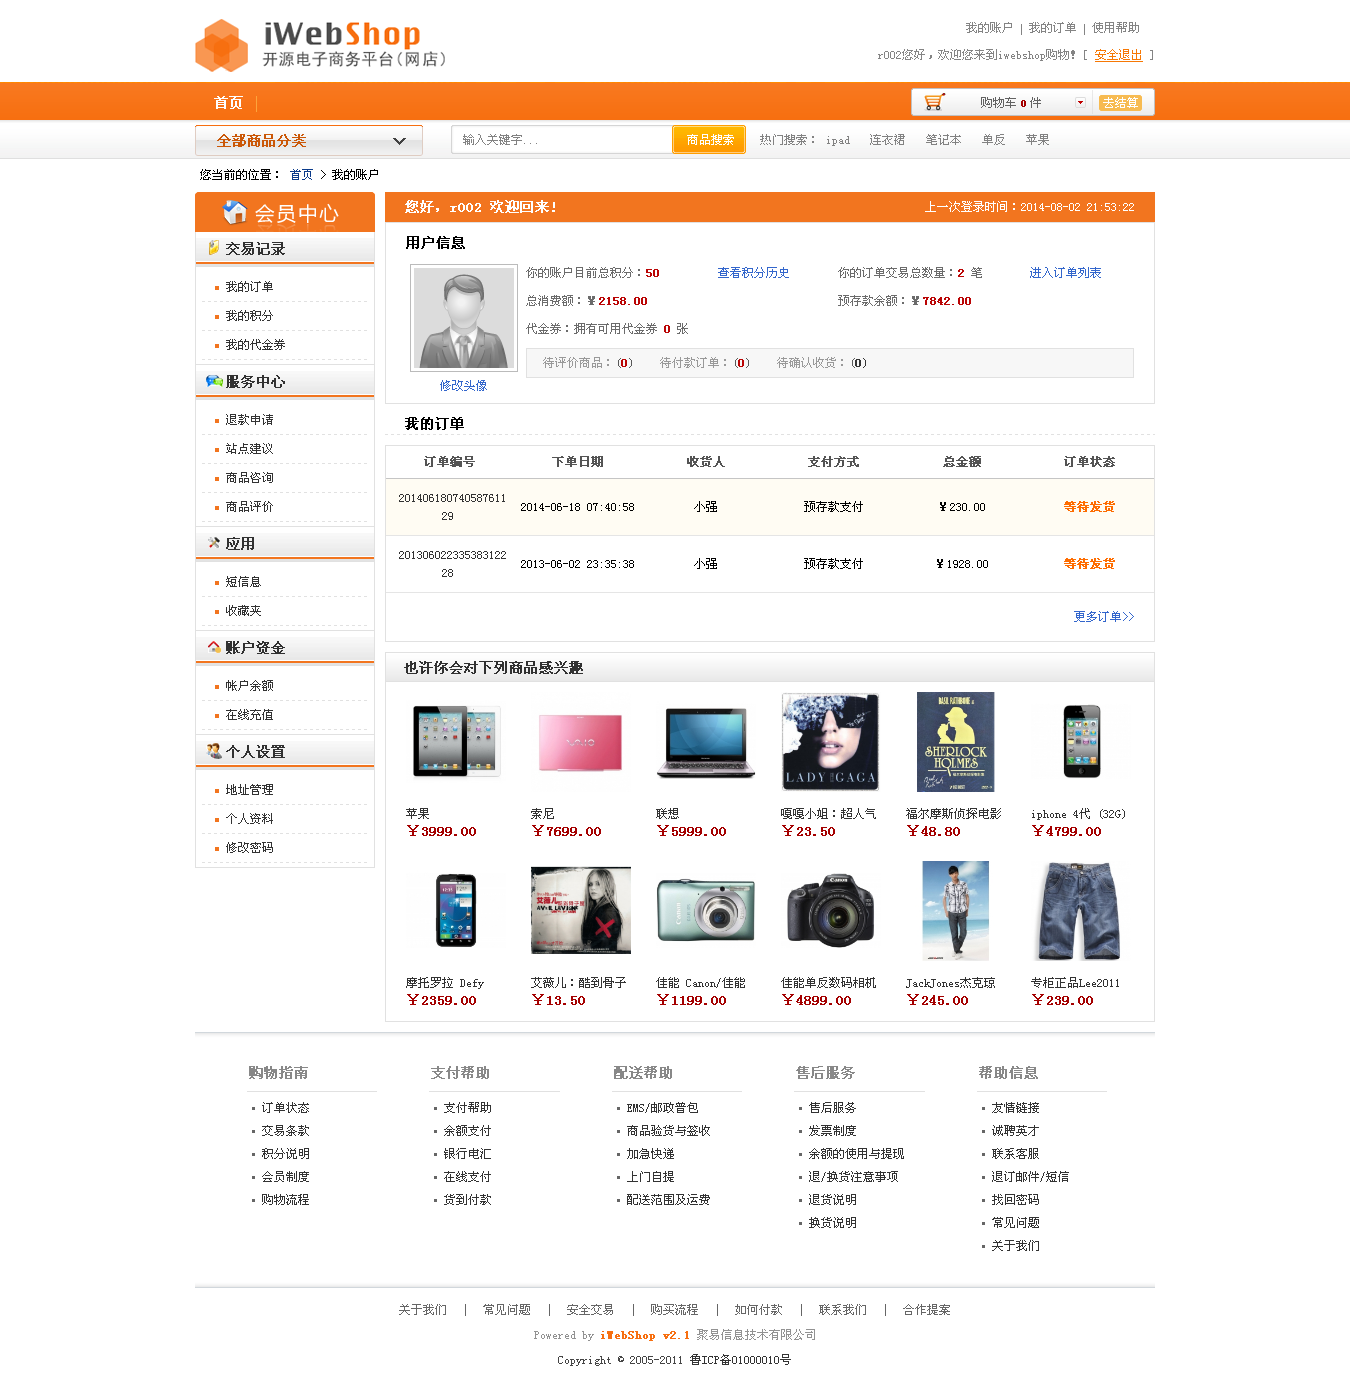 iWebShop
开源电子商务平台(网店)
我的账户 | 我的订单 | 使用帮助
r002您好，欢迎您来到iwebshop购物! [ 安全退出 ]
首页
购物车 0 件
去结算
全部商品分类
输入关键字...
商品搜索
热门搜索： ipad 连衣裙 笔记本 单反 苹果
您当前的位置： 首页 > 我的账户
会员中心
交易记录
我的订单
我的积分
我的代金券
服务中心
退款申请
站点建议
商品咨询
商品评价
应用
短信息
收藏夹
账户资金
帐户余额
在线充值
个人设置
地址管理
个人资料
修改密码
您好，r002 欢迎回来!
上一次登录时间：2014-08-02 21:53:22
用户信息
你的账户目前总积分：50 查看积分历史 你的订单交易总数量：2 笔 进入订单列表
总消费额：￥2158.00 预存款余额：￥7842.00
代金券：拥有可用代金券 0 张
待评价商品：(0) 待付款订单：(0) 待确认收货：(0)
修改头像
我的订单
订单编号 下单日期 收货人 支付方式 总金额 订单状态
20140618074058761129 2014-06-18 07:40:58 小强 预存款支付 ￥230.00 等待发货
20130602233538312228 2013-06-02 23:35:38 小强 预存款支付 ￥1928.00 等待发货
更多订单>>
也许你会对下列商品感兴趣
VAIO
LADY GAGA
BASIL RATHBONE
SHERLOCK HOLMES
苹果 索尼 联想 嘎嘎小姐：超人气 福尔摩斯侦探电影 iphone 4代 (32G)
￥3999.00 ￥7699.00 ￥5999.00 ￥23.50 ￥48.80 ￥4799.00
艾薇儿
Canon
Canon
摩托罗拉 Defy 艾薇儿：酷到骨子 佳能 Canon/佳能 佳能单反数码相机 JackJones杰克琼 专柜正品Lee2011
￥2359.00 ￥13.50 ￥1199.00 ￥4899.00 ￥245.00 ￥239.00
购物指南
订单状态
交易条款
积分说明
会员制度
购物流程
支付帮助
支付帮助
余额支付
银行电汇
在线支付
货到付款
配送帮助
EMS/邮政普包
商品验货与签收
加急快递
上门自提
配送范围及运费
售后服务
售后服务
发票制度
余额的使用与提现
退/换货注意事项
退货说明
换货说明
帮助信息
友情链接
诚聘英才
联系客服
退订邮件/短信
找回密码
常见问题
关于我们
关于我们 | 常见问题 | 安全交易 | 购买流程 | 如何付款 | 联系我们 | 合作提案
Powered by iWebShop v2.1 聚易信息技术有限公司
Copyright © 2005-2011 鲁ICP备01000010号